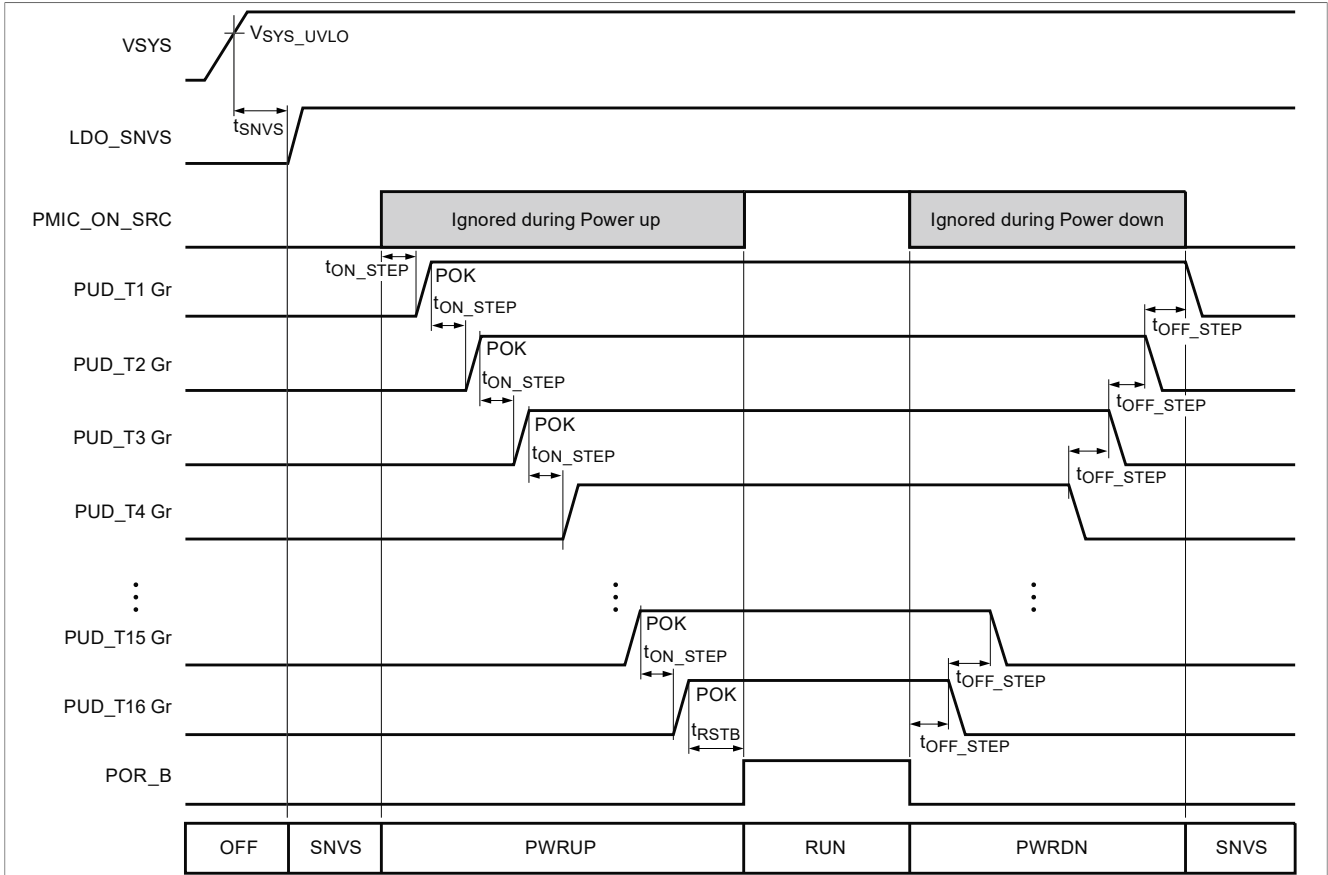 VSYS
VSYS_UVLO
tSNVS
LDO_SNVS
PMIC_ON_SRC
Ignored during Power up
Ignored during Power down
tON_STEP
PUD_T1 Gr
POK
tON_STEP
tOFF_STEP
PUD_T2 Gr
POK
tON_STEP
tOFF_STEP
PUD_T3 Gr
POK
tON_STEP
tOFF_STEP
PUD_T4 Gr
PUD_T15 Gr
POK
tON_STEP
tOFF_STEP
PUD_T16 Gr
POK
tRSTB
tOFF_STEP
POR_B
OFF
SNVS
PWRUP
RUN
PWRDN
SNVS